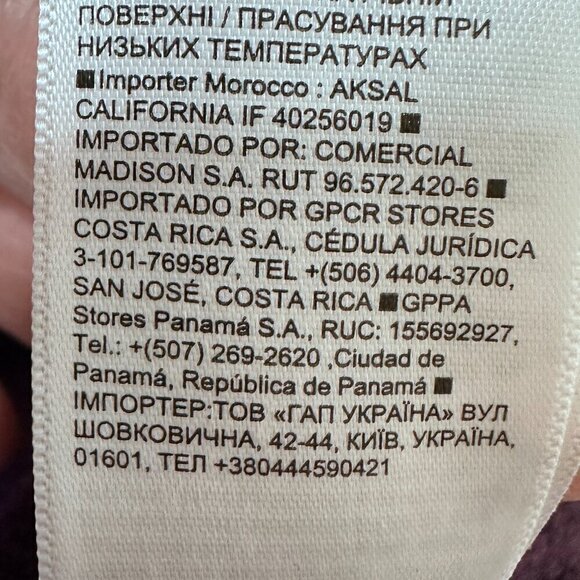 ПОВЕРХНІ / ПРАСУВАННЯ ПРИ
НИЗЬКИХ ТЕМПЕРАТУРАХ
Importer Morocco : AKSAL
CALIFORNIA IF 40256019
IMPORTADO POR: COMERCIAL
MADISON S.A. RUT 96.572.420-6
IMPORTADO POR GPCR STORES
COSTA RICA S.A., CÉDULA JURÍDICA
3-101-769587, TEL +(506) 4404-3700,
SAN JOSÉ, COSTA RICA GPPA
Stores Panamá S.A., RUC: 155692927,
Tel.: +(507) 269-2620 ,Ciudad de
Panamá, República de Panamá
ІМПОРТЕР:ТОВ «ГАП УКРАЇНА» ВУЛ
ШОВКОВИЧНА, 42-44, КИЇВ, УКРАЇНА,
01601, ТЕЛ +380444590421